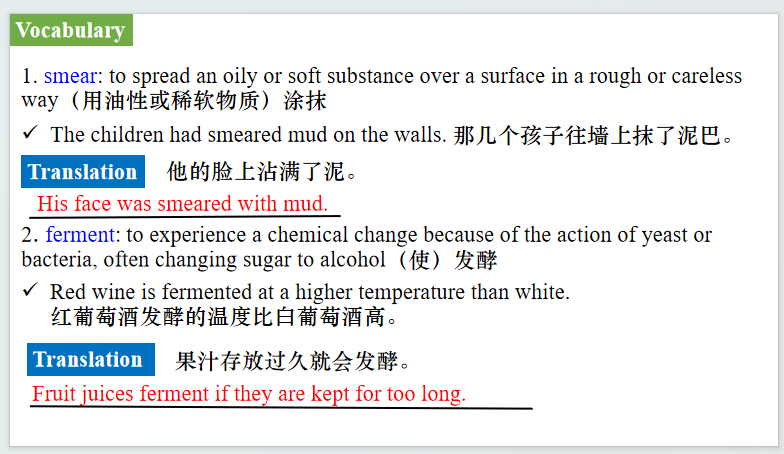 Vocabulary
1. smear: to spread an oily or soft substance over a surface in a rough or careless
way（用油性或稀软物质）涂抹
✓ The children had smeared mud on the walls. 那几个孩子往墙上抹了泥巴。
Translation 他的脸上沾满了泥。
His face was smeared with mud.
2. ferment: to experience a chemical change because of the action of yeast or
bacteria, often changing sugar to alcohol（使）发酵
✓ Red wine is fermented at a higher temperature than white.
红葡萄酒发酵的温度比白葡萄酒高。
Translation 果汁存放过久就会发酵。
Fruit juices ferment if they are kept for too long.